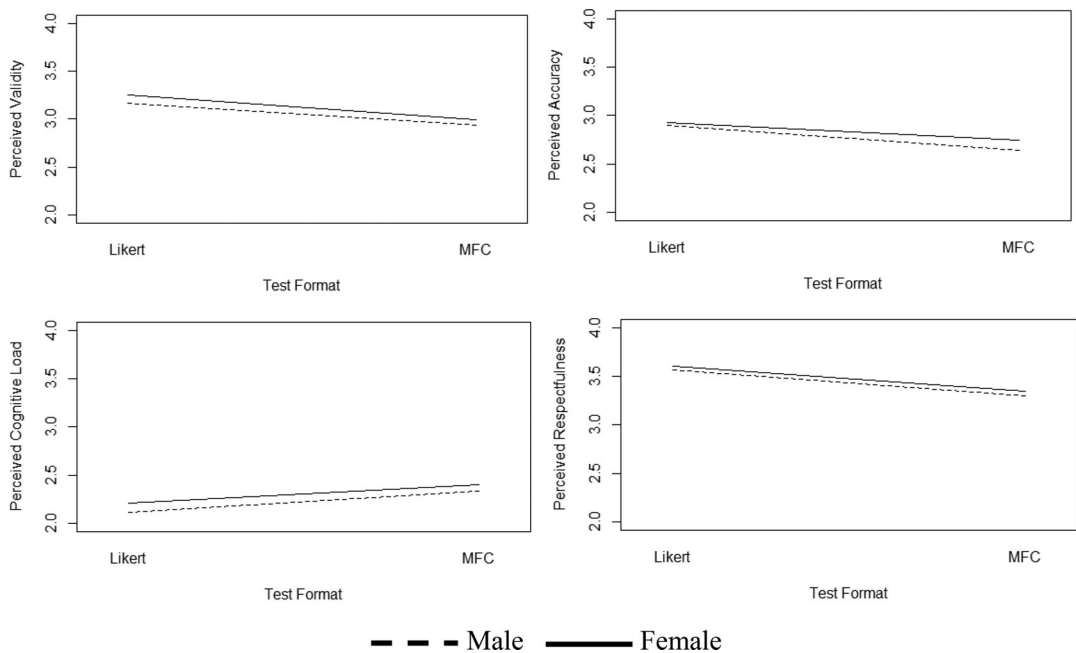 Perceived Validity
4.0
3.5
3.0
2.5
2.0
Likert
MFC
Test Format
Perceived Accuracy
4.0
3.5
3.0
2.5
2.0
Likert
MFC
Test Format
Perceived Cognitive Load
4.0
3.5
3.0
2.5
2.0
Likert
MFC
Test Format
Perceived Respectfulness
4.0
3.5
3.0
2.5
2.0
Likert
MFC
Test Format
Male
Female